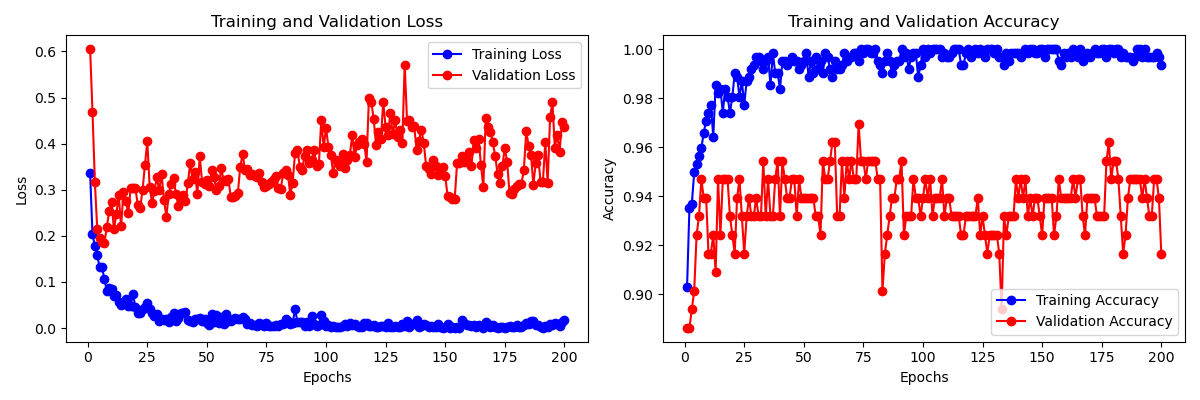 Training and Validation Loss
Loss
0.6
0.5
0.4
0.3
0.2
0.1
0.0
Training Loss
Validation Loss
0 25 50 75 100 125 150 175 200
Epochs
Training and Validation Accuracy
Accuracy
1.00
0.98
0.96
0.94
0.92
0.90
Training Accuracy
Validation Accuracy
0 25 50 75 100 125 150 175 200
Epochs